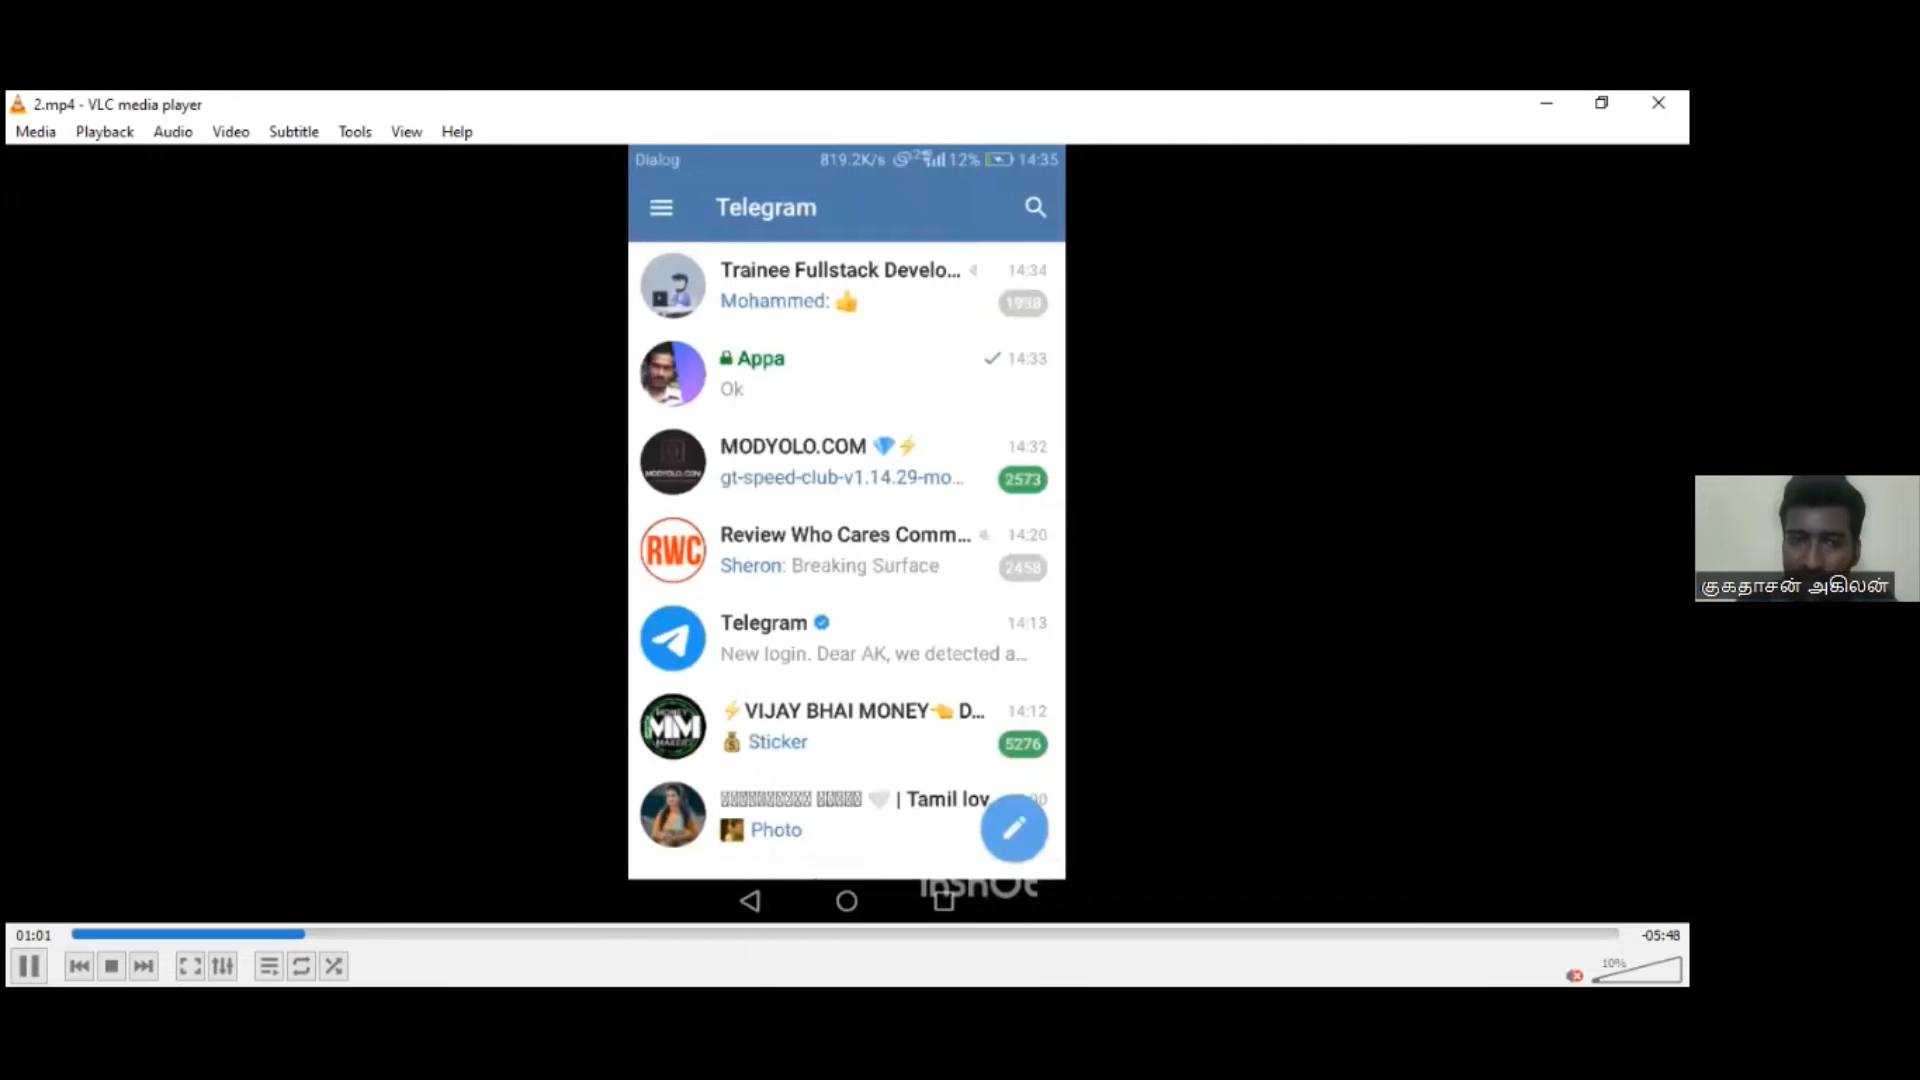 2.mp4 - VLC media player
Media Playback Audio Video Subtitle Tools View Help
Dialog 819.2K/s 12% 14:35
Telegram
Trainee Fullstack Develo... 14:34
Mohammed: 👍 1938
Appa 14:33
Ok
MODYOLO.COM 💎⚡ 14:32
gt-speed-club-v1.14.29-mo... 2573
Review Who Cares Comm... 14:20
RWC
Sheron: Breaking Surface 2458
Telegram 14:13
New login. Dear AK, we detected a...
⚡VIJAY BHAI MONEY👈 D... 14:12
💰 Sticker 5276
| Tamil lov
Photo
குகதாசன் அகிலன்
01:01 -05:48
10%